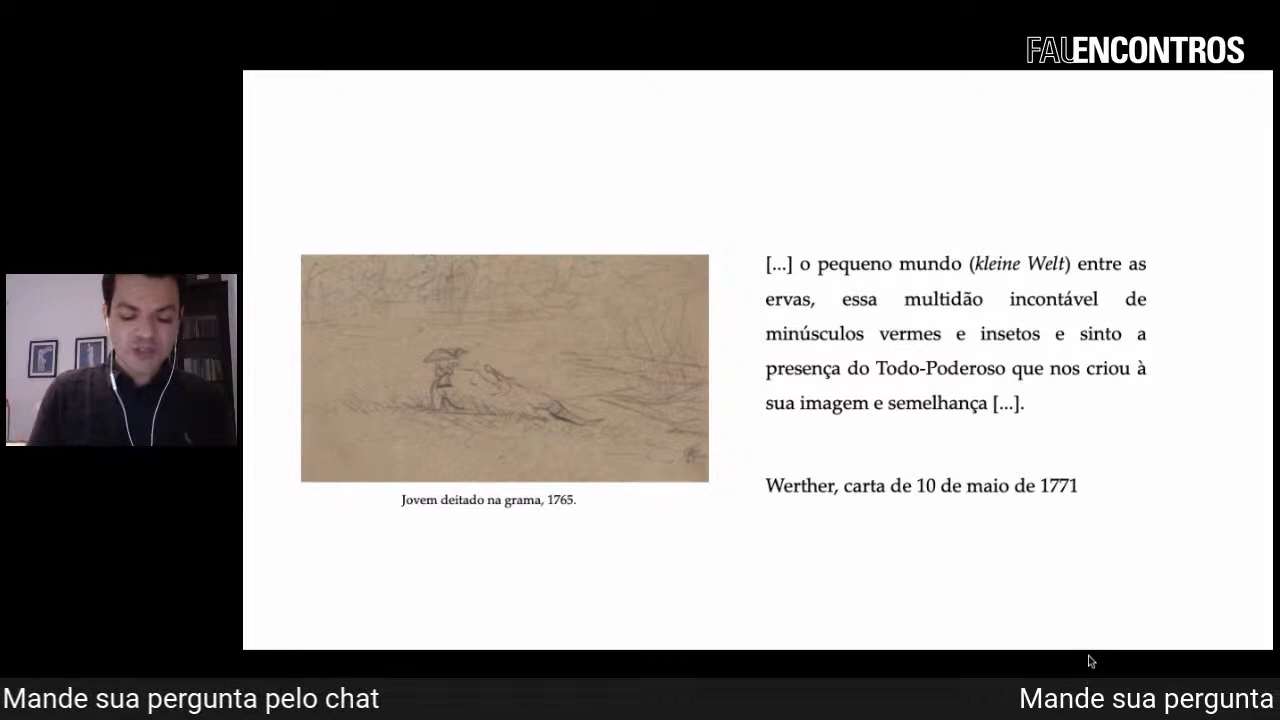 FALENCONTROS
[...] o pequeno mundo (kleine Welt) entre as
ervas, essa multidão incontável de
minúsculos vermes e insetos e sinto a
presença do Todo-Poderoso que nos criou à
sua imagem e semelhança [...].
Werther, carta de 10 de maio de 1771
Jovem deitado na grama, 1765.
Mande sua pergunta pelo chat
Mande sua pergunta